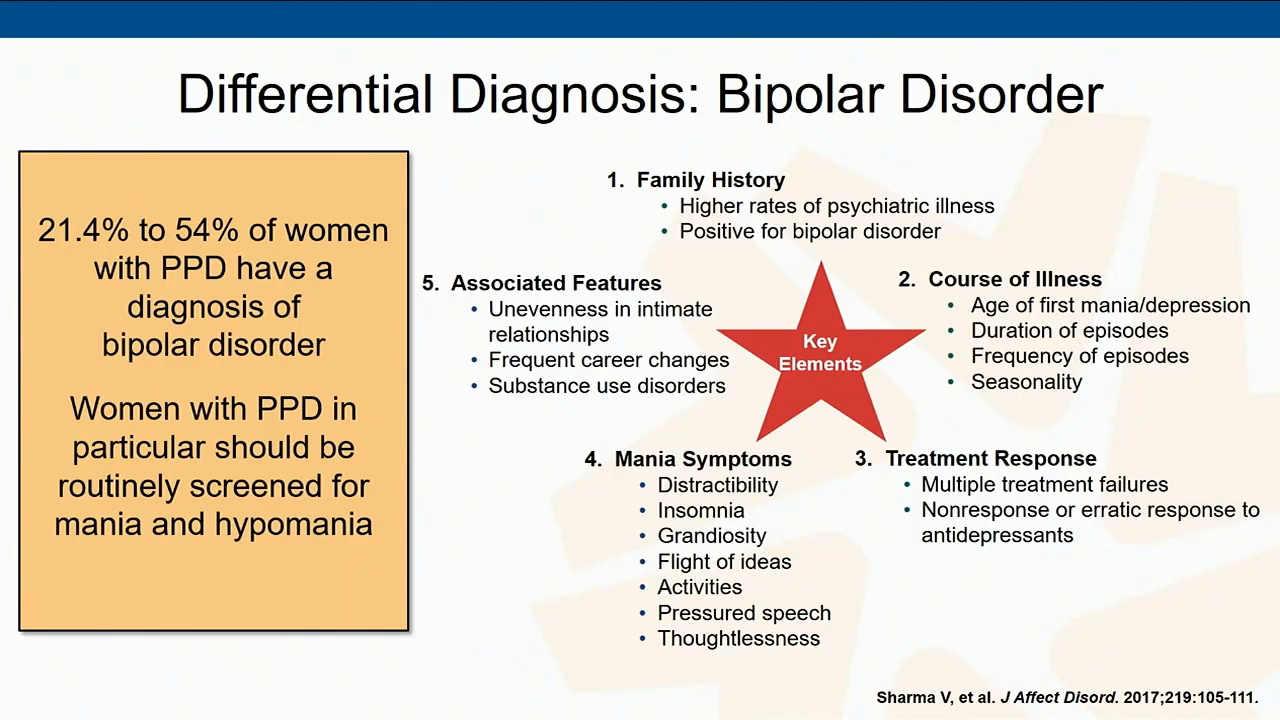 Differential Diagnosis: Bipolar Disorder
21.4% to 54% of women
with PPD have a
diagnosis of
bipolar disorder
Women with PPD in
particular should be
routinely screened for
mania and hypomania
Key
Elements
1. Family History
• Higher rates of psychiatric illness
• Positive for bipolar disorder
2. Course of Illness
• Age of first mania/depression
• Duration of episodes
• Frequency of episodes
• Seasonality
3. Treatment Response
• Multiple treatment failures
• Nonresponse or erratic response to
antidepressants
4. Mania Symptoms
• Distractibility
• Insomnia
• Grandiosity
• Flight of ideas
• Activities
• Pressured speech
• Thoughtlessness
5. Associated Features
• Unevenness in intimate
relationships
• Frequent career changes
• Substance use disorders
Sharma V, et al. J Affect Disord. 2017;219:105-111.